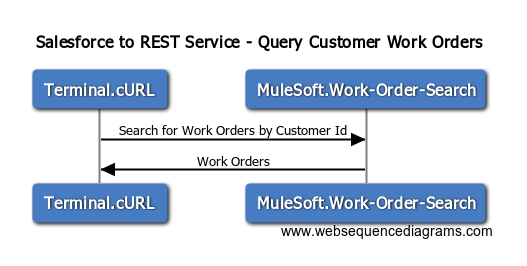 Salesforce to REST Service - Query Customer Work Orders
Terminal.cURL
MuleSoft.Work-Order-Search
Search for Work Orders by Customer Id
Work Orders
Terminal.cURL
MuleSoft.Work-Order-Search
www.websequencediagrams.com